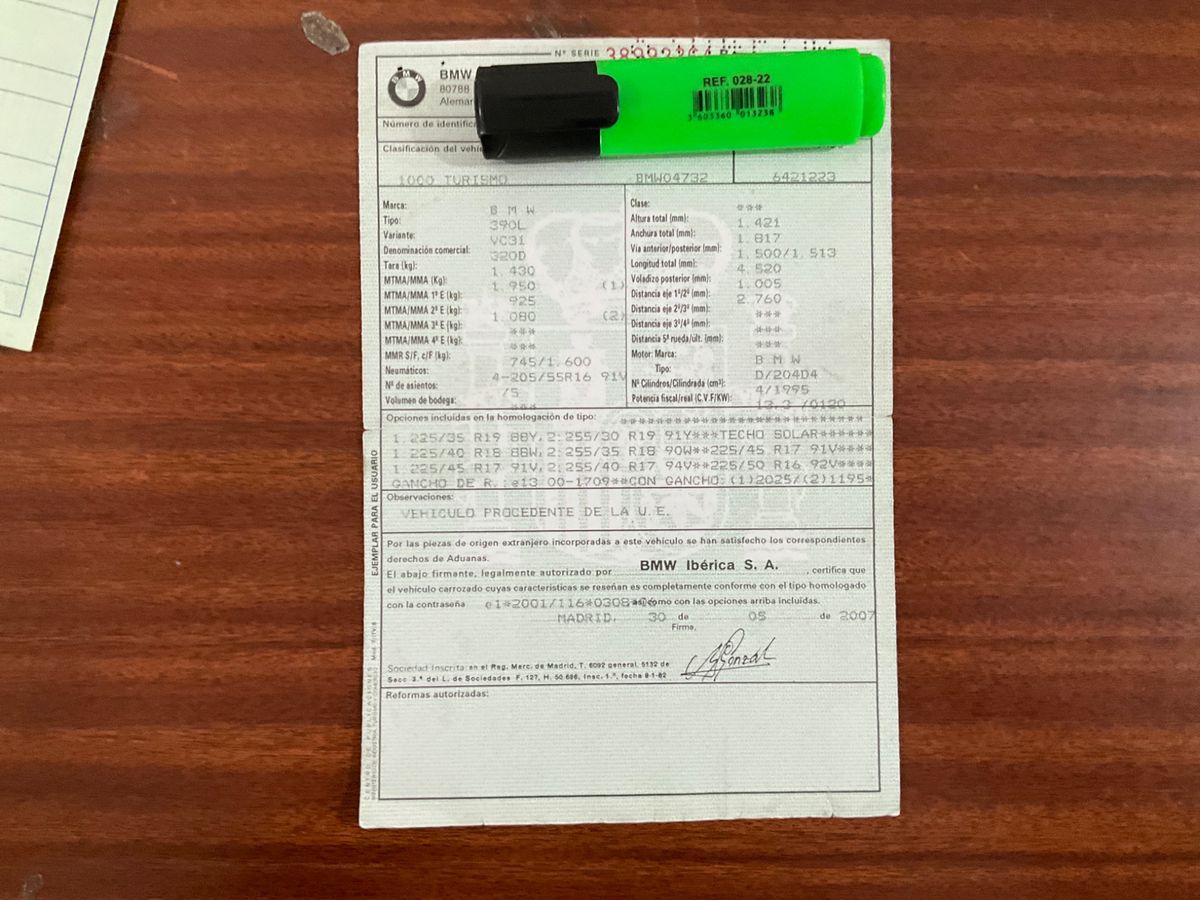 Nº SERIE
BMW
BMW
80788
REF. 028-22
3 603360 013238
Clasificación del
1000 TURISMO BMW04732 6421223
Marca: B M W
Tipo: 390L
Variante: VC31
Denominación comercial: 320D
Tara (kg): 1.430
MTMA/MMA (Kg): 1.950 (1)
MTMA/MMA 1º E (kg): 925
MTMA/MMA 2º E (kg): 1.080 (2)
MTMA/MMA 3º E (kg): ***
MTMA/MMA 4º E (kg): ***
MMR S/F, c/F (kg): 745/1.600
Neumáticos: 4-205/55R16 91V
Nº de asientos: /5
Volumen de bodega: ***
Clase: ***
Altura total (mm): 1.421
Anchura total (mm): 1.817
Via anterior/posterior (mm): 1.500/1.513
Longitud total (mm): 4.520
Voladizo posterior (mm): 1.005
Distancia eje 1º/2º (mm): 2.760
Distancia eje 2º/3º (mm): ***
Distancia eje 3º/4º (mm): ***
Distancia 5ª rueda/últ. (mm): ***
Motor: Marca: B M W
Tipo: D/204D4
Nº Cilindros/Cilindrada (cm³): 4/1995
Potencia fiscal/real (C.V.F/KW): 13.3 /0120
Opciones incluidas en la homologación de tipo: *********************
1.225/35 R19 88Y,2:255/30 R19 91Y***TECHO SOLAR******
1.225/40 R18 88W,2:255/35 R18 90W**225/45 R17 91V****
1.225/45 R17 91V,2:255/40 R17 94V**225/50 R16 92V****
GANCHO DE R.:e13 00-1709**CON GANCHO:(1)2025/(2)1195*
Observaciones:
VEHICULO PROCEDENTE DE LA U.E.
Por las piezas de origen extranjero incorporadas a este vehículo se han satisfecho los correspondientes
derechos de Aduanas.
El abajo firmante, legalmente autorizado por BMW Ibérica S. A. , certifica que
el vehículo carrozado cuyas características se reseñan es completamente conforme con el tipo homologado
con la contraseña e1*2001/116*0308* así como con las opciones arriba incluidas.
MADRID, 30 de 05 de 2007
Firma,
Sociedad Inscrita en el Reg. Merc. de Madrid, T. 6092 general, 5132 de
Secc 3.ª del L. de Sociedades F. 127, H. 50.686, Insc. 1.ª, fecha 9-1-82
Reformas autorizadas:
EJEMPLAR PARA EL USUARIO
CENTRO DE PUBLICACIONES